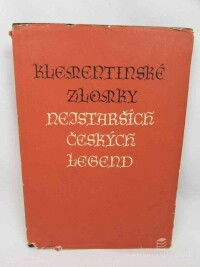 KLEMENTINSKÉ
ZLOMKY
NEJSTARŠÍCH
ČESKÝCH
LEGEND